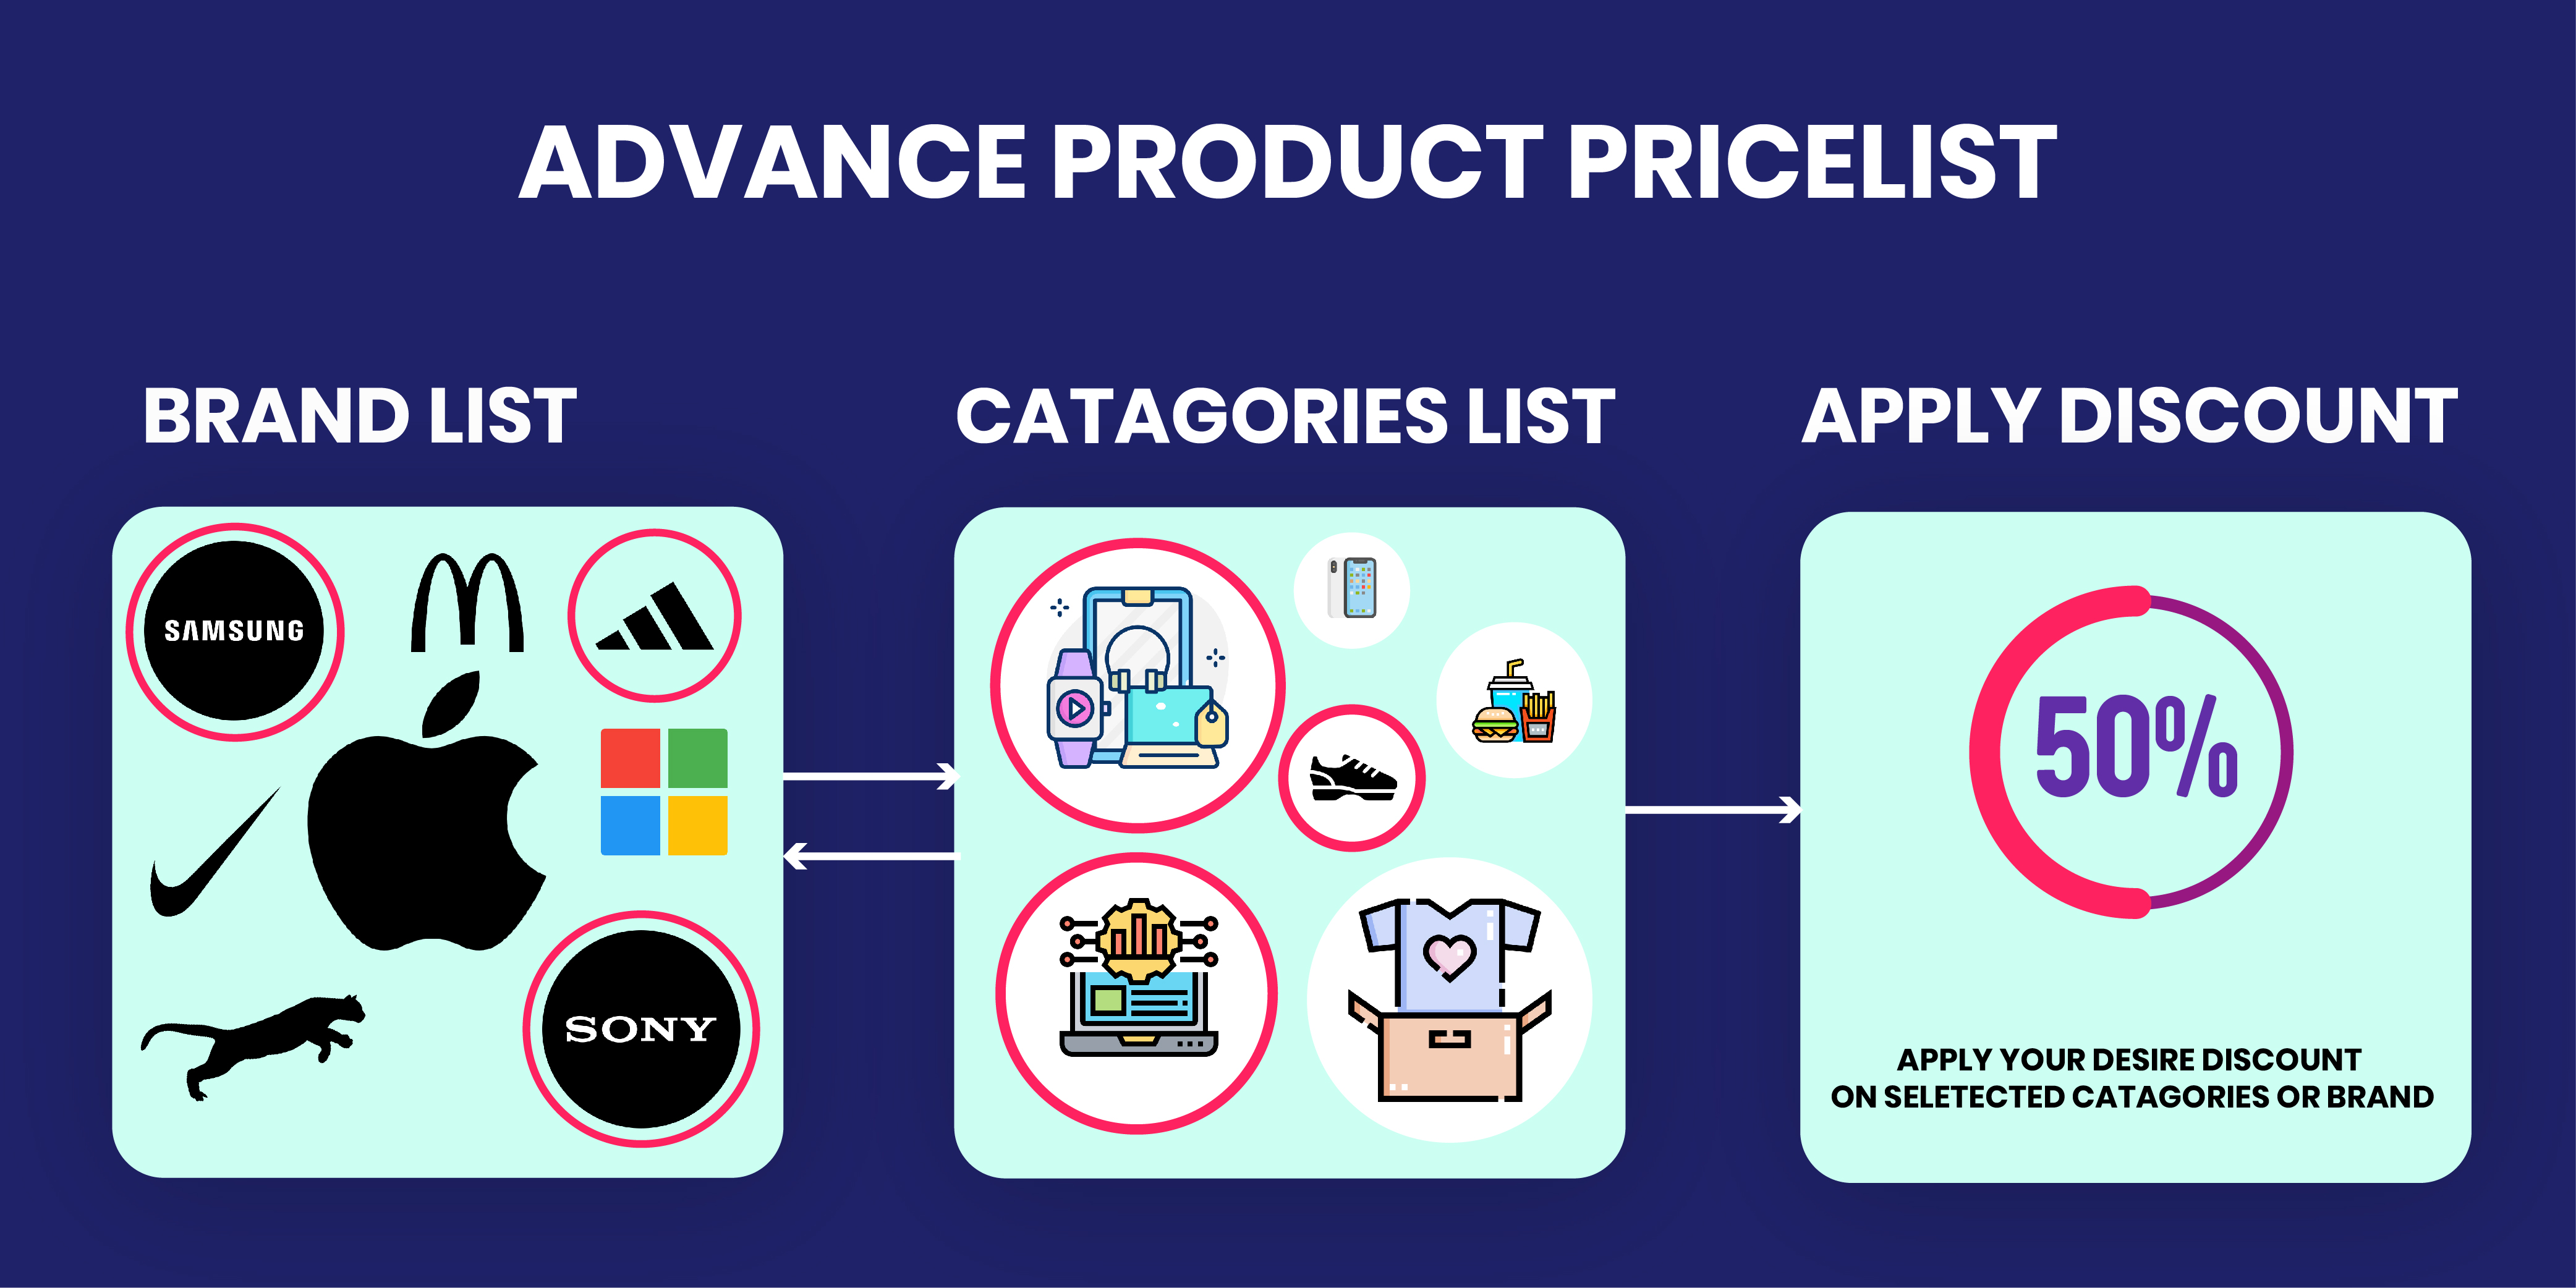 ADVANCE PRODUCT PRICELIST
BRAND LIST
CATAGORIES LIST
APPLY DISCOUNT
SAMSUNG
SONY
50%
APPLY YOUR DESIRE DISCOUNT
ON SELETECTED CATAGORIES OR BRAND